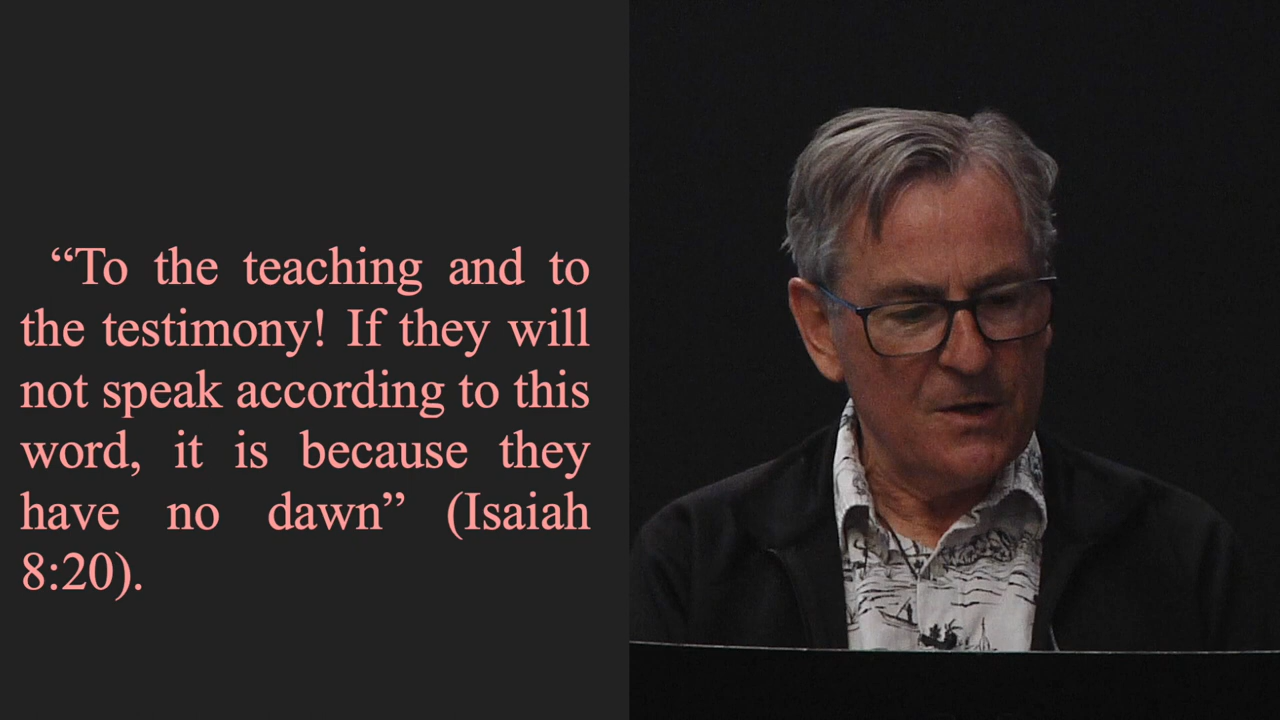 “To the teaching and to
the testimony! If they will
not speak according to this
word, it is because they
have no dawn” (Isaiah
8:20).